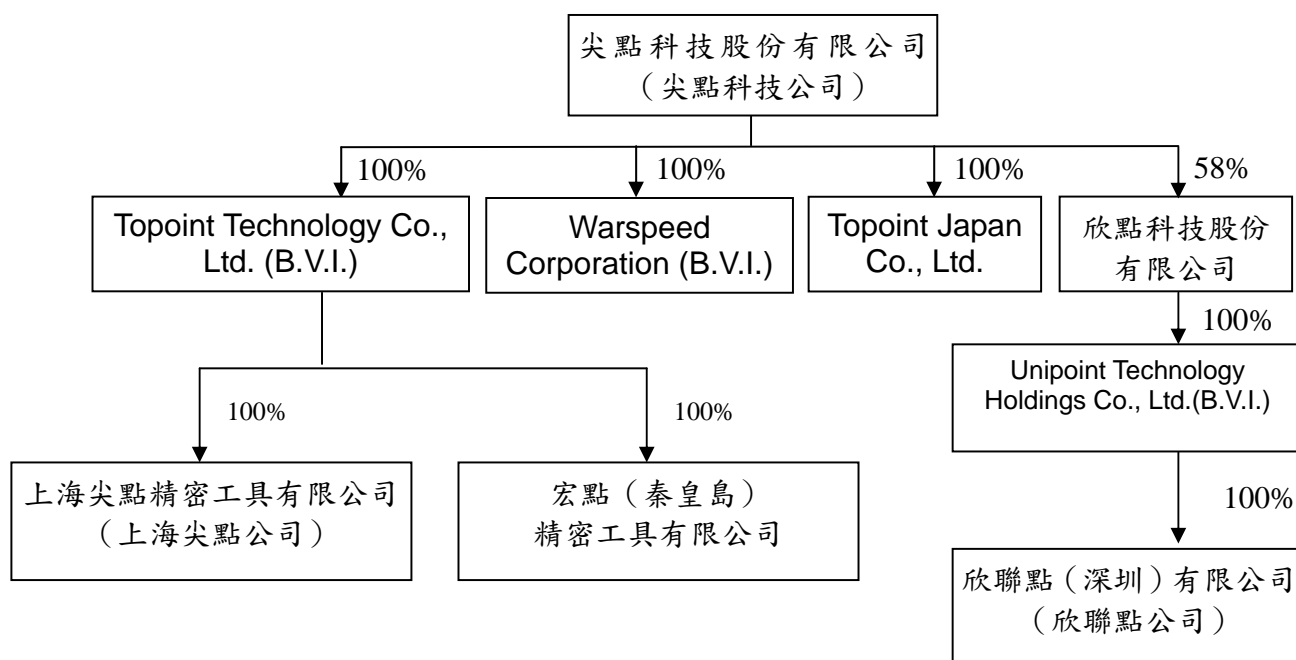 尖點科技股份有限公司
（尖點科技公司）
100%
100%
100%
58%
Topoint Technology Co.,
Ltd. (B.V.I.)
Warspeed
Corporation (B.V.I.)
Topoint Japan
Co., Ltd.
欣點科技股份
有限公司
100%
Unipoint Technology
Holdings Co., Ltd.(B.V.I.)
100%
100%
上海尖點精密工具有限公司
（上海尖點公司）
宏點（秦皇島）
精密工具有限公司
100%
欣聯點（深圳）有限公司
（欣聯點公司）